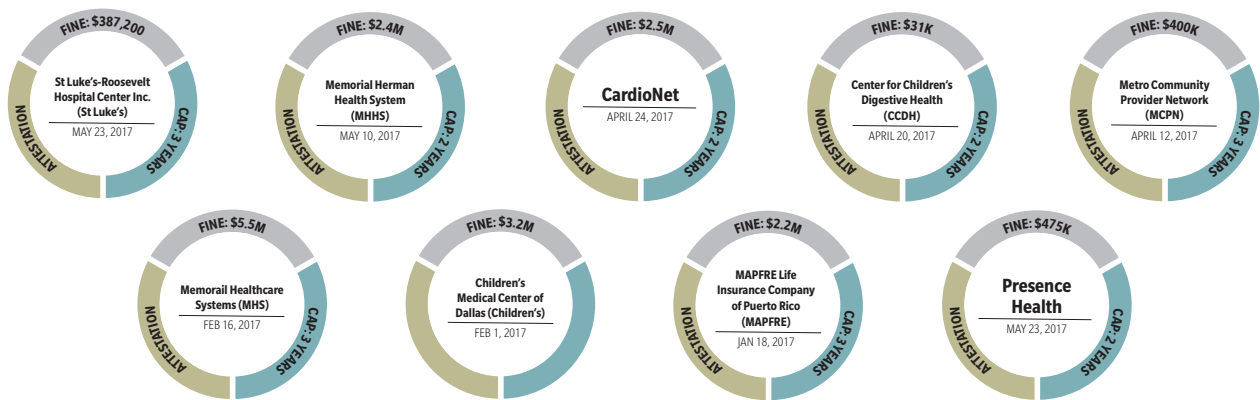 FINE: $387,200
St Luke's-Roosevelt
Hospital Center Inc.
(St Luke's)
MAY 23, 2017
ATTESTATION
CAP: 3 YEARS
FINE: $2.4M
Memorial Herman
Health System
(MHHS)
MAY 10, 2017
ATTESTATION
CAP: 2 YEARS
FINE: $2.5M
CardioNet
APRIL 24, 2017
ATTESTATION
CAP: 2 YEARS
FINE: $31K
Center for Children's
Digestive Health
(CCDH)
APRIL 20, 2017
ATTESTATION
CAP: 2 YEARS
FINE: $400K
Metro Community
Provider Network
(MCPN)
APRIL 12, 2017
ATTESTATION
CAP: 3 YEARS
FINE: $5.5M
Memorail Healthcare
Systems (MHS)
FEB 16, 2017
ATTESTATION
CAP: 3 YEARS
FINE: $3.2M
Children's
Medical Center of
Dallas (Children's)
FEB 1, 2017
FINE: $2.2M
MAPFRE Life
Insurance Company
of Puerto Rico
(MAPFRE)
JAN 18, 2017
ATTESTATION
CAP: 3 YEARS
FINE: $475K
Presence
Health
MAY 23, 2017
ATTESTATION
CAP: 2 YEARS